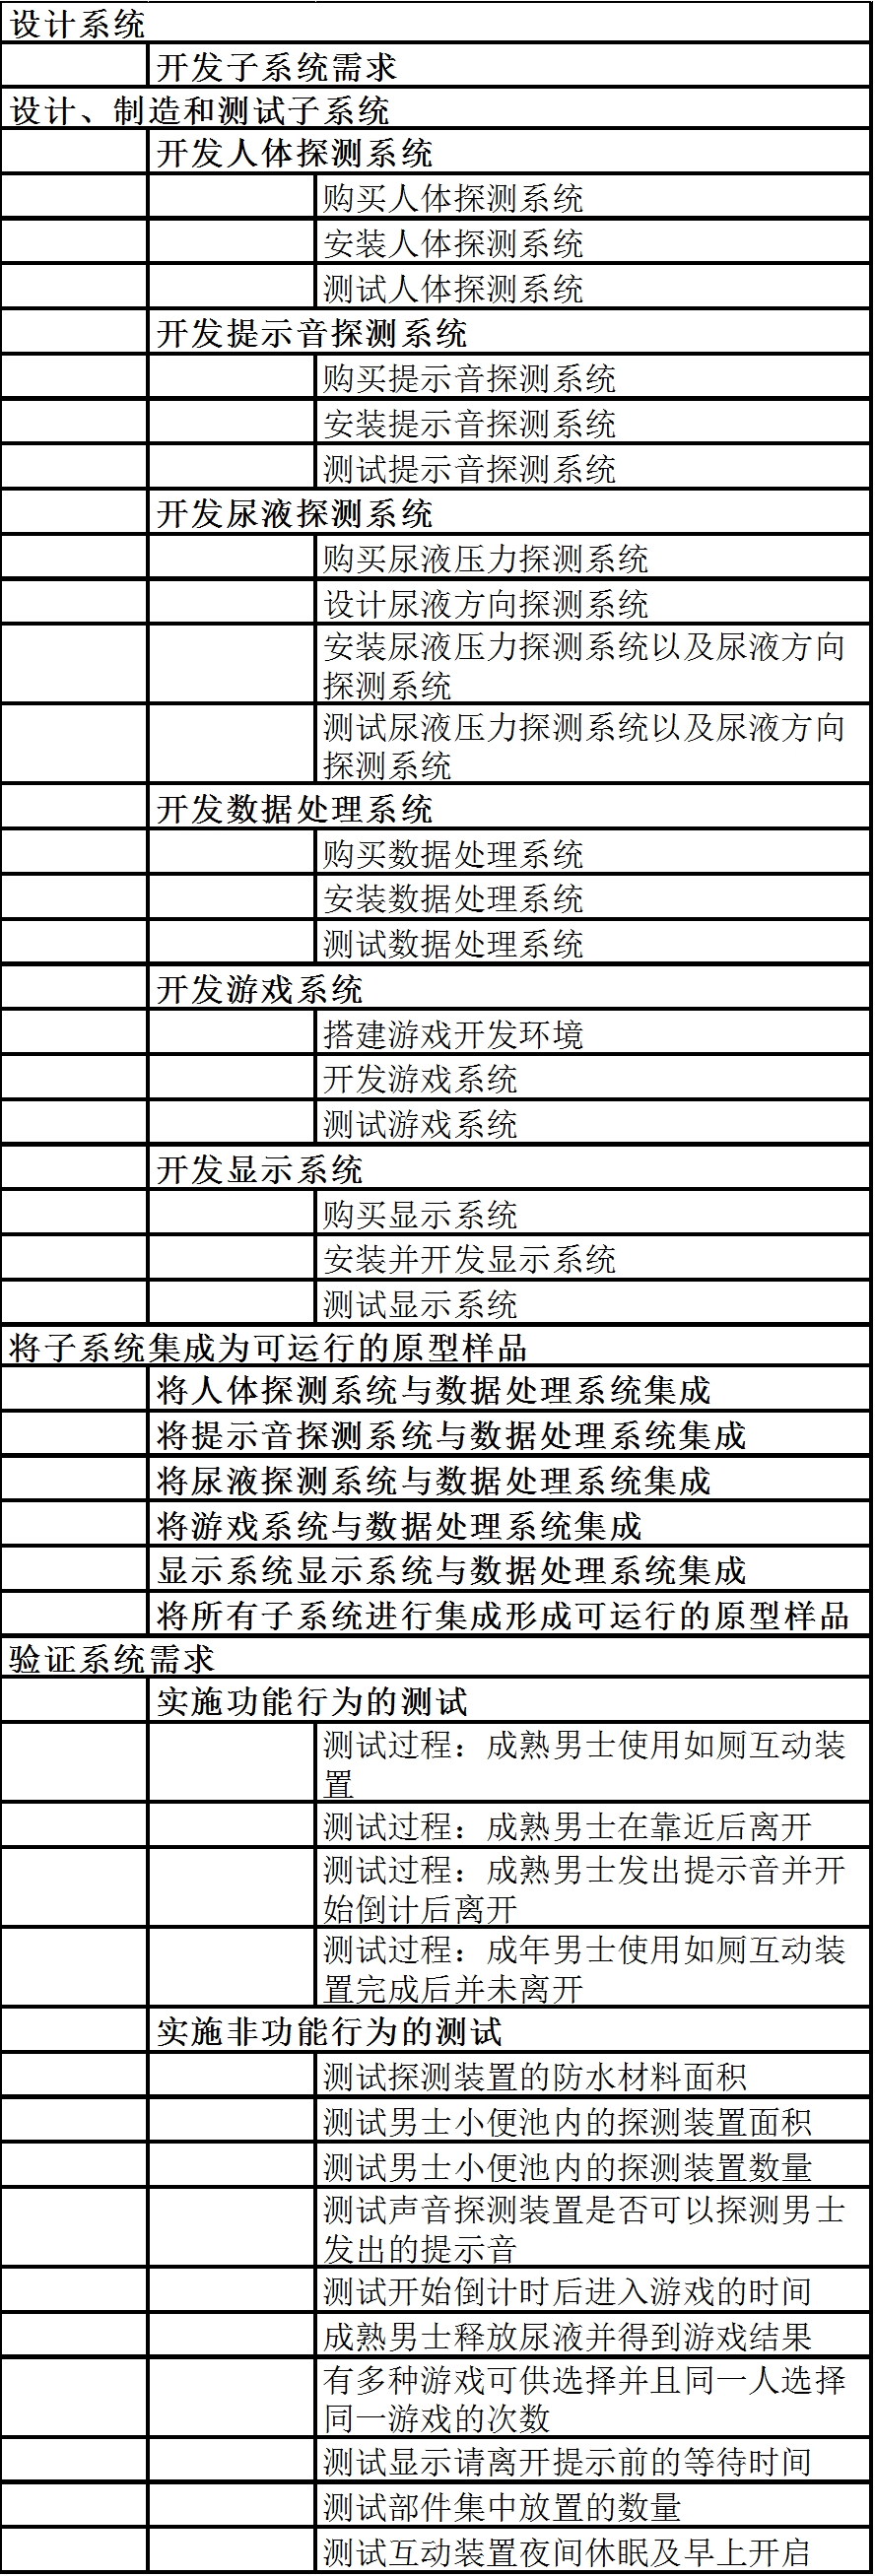 设计系统
开发子系统需求
设计、制造和测试子系统
开发人体探测系统
购买人体探测系统
安装人体探测系统
测试人体探测系统
开发提示音探测系统
购买提示音探测系统
安装提示音探测系统
测试提示音探测系统
开发尿液探测系统
购买尿液压力探测系统
设计尿液方向探测系统
安装尿液压力探测系统以及尿液方向
探测系统
测试尿液压力探测系统以及尿液方向
探测系统
开发数据处理系统
购买数据处理系统
安装数据处理系统
测试数据处理系统
开发游戏系统
搭建游戏开发环境
开发游戏系统
测试游戏系统
开发显示系统
购买显示系统
安装并开发显示系统
测试显示系统
将子系统集成为可运行的原型样品
将人体探测系统与数据处理系统集成
将提示音探测系统与数据处理系统集成
将尿液探测系统与数据处理系统集成
将游戏系统与数据处理系统集成
显示系统显示系统与数据处理系统集成
将所有子系统进行集成形成可运行的原型样品
验证系统需求
实施功能行为的测试
测试过程：成熟男士使用如厕互动装
置
测试过程：成熟男士在靠近后离开
测试过程：成熟男士发出提示音并开
始倒计后离开
测试过程：成年男士使用如厕互动装
置完成后并未离开
实施非功能行为的测试
测试探测装置的防水材料面积
测试男士小便池内的探测装置面积
测试男士小便池内的探测装置数量
测试声音探测装置是否可以探测男士
发出的提示音
测试开始倒计时后进入游戏的时间
成熟男士释放尿液并得到游戏结果
有多种游戏可供选择并且同一人选择
同一游戏的次数
测试显示请离开提示前的等待时间
测试部件集中放置的数量
测试互动装置夜间休眠及早上开启